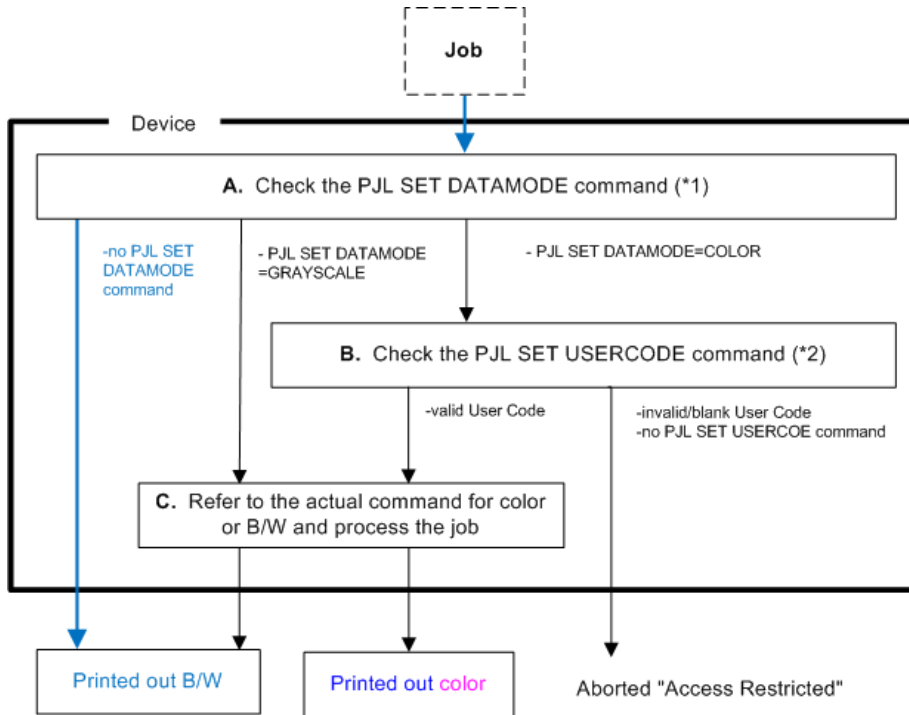 Job
Device
A. Check the PJL SET DATAMODE command (*1)
-no PJL SET
DATAMODE
command
- PJL SET DATAMODE
=GRAYSCALE
- PJL SET DATAMODE=COLOR
B. Check the PJL SET USERCODE command (*2)
-valid User Code
-invalid/blank User Code
-no PJL SET USERCOE command
C. Refer to the actual command for color
or B/W and process the job
Printed out B/W
Printed out color
Aborted "Access Restricted"